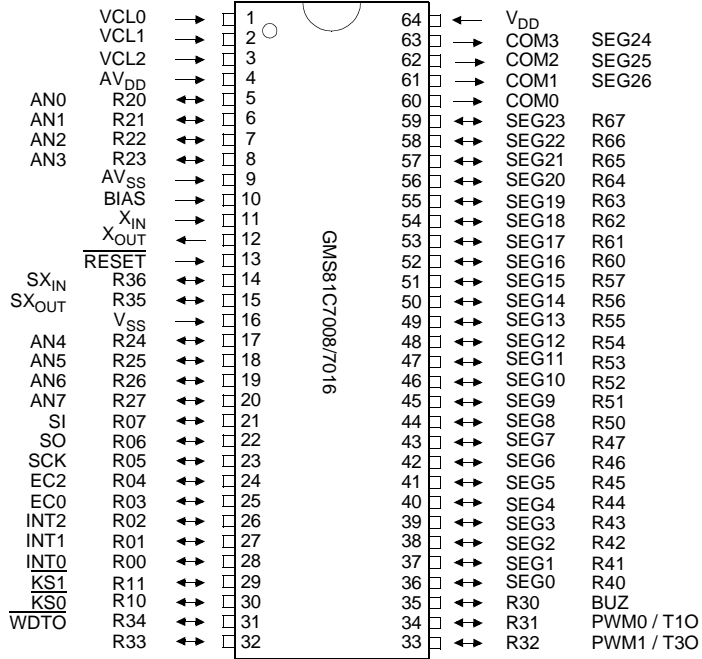 VCL0 1 64 V_DD
VCL1 2 63 COM3 SEG24
VCL2 3 62 COM2 SEG25
AV_DD 4 61 COM1 SEG26
AN0 R20 5 60 COM0
AN1 R21 6 59 SEG23 R67
AN2 R22 7 58 SEG22 R66
AN3 R23 8 57 SEG21 R65
AV_SS 9 56 SEG20 R64
BIAS 10 55 SEG19 R63
X_IN 11 54 SEG18 R62
X_OUT 12 53 SEG17 R61
RESET 13 52 SEG16 R60
SX_IN R36 14 51 SEG15 R57
SX_OUT R35 15 50 SEG14 R56
V_SS 16 49 SEG13 R55
AN4 R24 17 48 SEG12 R54
AN5 R25 18 47 SEG11 R53
AN6 R26 19 46 SEG10 R52
AN7 R27 20 45 SEG9 R51
SI R07 21 44 SEG8 R50
SO R06 22 43 SEG7 R47
SCK R05 23 42 SEG6 R46
EC2 R04 24 41 SEG5 R45
EC0 R03 25 40 SEG4 R44
INT2 R02 26 39 SEG3 R43
INT1 R01 27 38 SEG2 R42
INT0 R00 28 37 SEG1 R41
KS1 R11 29 36 SEG0 R40
KS0 R10 30 35 R30 BUZ
WDTO R34 31 34 R31 PWM0 / T1O
R33 32 33 R32 PWM1 / T3O
GMS81C7008/7016